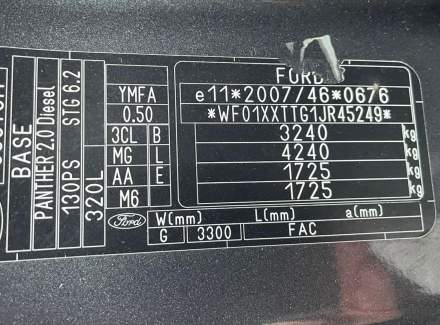 BASE
PANTHER 2.0 Diesel
130PS STG 6.2
320L
YMFA
0.50
3CL B
MG L
AA E
M6
Ford
FORD
e11*2007/46*0676
*WF01XXTTG1JR45249*
3240 kg
4240 kg
1725 kg
1725 kg
W(mm) L(mm) a(mm)
G 3300 FAC